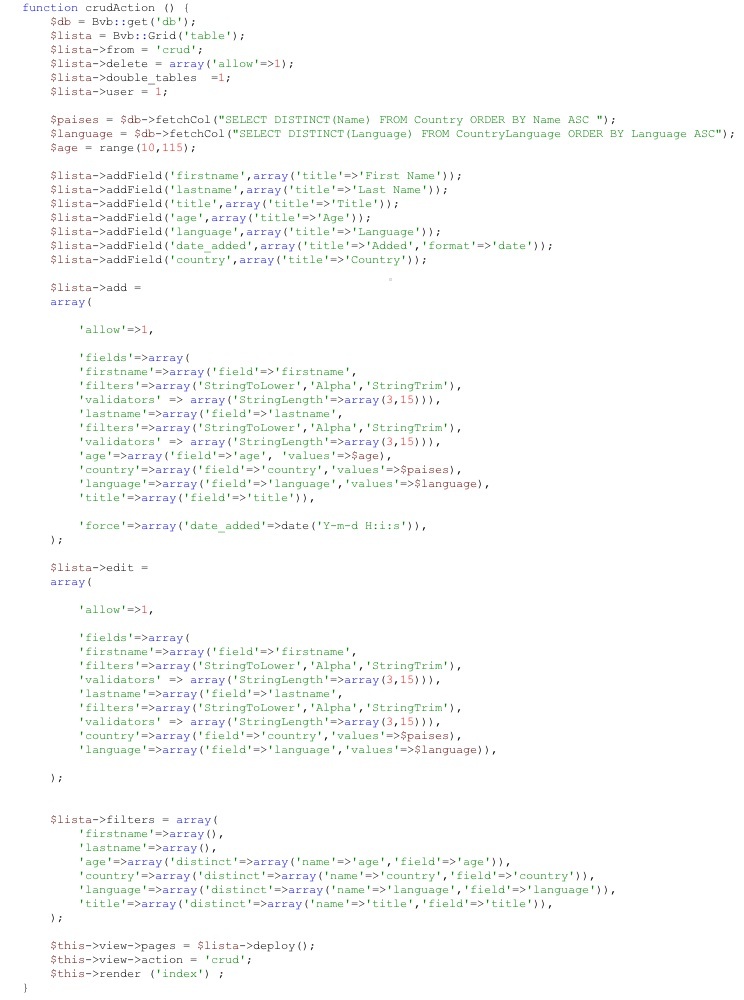 function crudAction () {
    $db = Bvb::get('db');
    $lista = Bvb::Grid('table');
    $lista->from = 'crud';
    $lista->delete = array('allow'=>1);
    $lista->double_tables  =1;
    $lista->user = 1;

    $paises = $db->fetchCol("SELECT DISTINCT(Name) FROM Country ORDER BY Name ASC ");
    $language = $db->fetchCol("SELECT DISTINCT(Language) FROM CountryLanguage ORDER BY Language ASC");
    $age = range(10,115);

    $lista->addField('firstname',array('title'=>'First Name'));
    $lista->addField('lastname',array('title'=>'Last Name'));
    $lista->addField('title',array('title'=>'Title'));
    $lista->addField('age',array('title'=>'Age'));
    $lista->addField('language',array('title'=>'Language'));
    $lista->addField('date_added',array('title'=>'Added','format'=>'date'));
    $lista->addField('country',array('title'=>'Country'));

    $lista->add =
    array(

        'allow'=>1,

        'fields'=>array(
        'firstname'=>array('field'=>'firstname',
        'filters'=>array('StringToLower','Alpha','StringTrim'),
        'validators' => array('StringLength'=>array(3,15))),
        'lastname'=>array('field'=>'lastname',
        'filters'=>array('StringToLower','Alpha','StringTrim'),
        'validators' => array('StringLength'=>array(3,15))),
        'age'=>array('field'=>'age', 'values'=>$age),
        'country'=>array('field'=>'country','values'=>$paises),
        'language'=>array('field'=>'language','values'=>$language),
        'title'=>array('field'=>'title')),

        'force'=>array('date_added'=>date('Y-m-d H:i:s')),
    );

    $lista->edit =
    array(

        'allow'=>1,

        'fields'=>array(
        'firstname'=>array('field'=>'firstname',
        'filters'=>array('StringToLower','Alpha','StringTrim'),
        'validators' => array('StringLength'=>array(3,15))),
        'lastname'=>array('field'=>'lastname',
        'filters'=>array('StringToLower','Alpha','StringTrim'),
        'validators' => array('StringLength'=>array(3,15))),
        'country'=>array('field'=>'country','values'=>$paises),
        'language'=>array('field'=>'language','values'=>$language)),

    );


    $lista->filters = array(
        'firstname'=>array(),
        'lastname'=>array(),
        'age'=>array('distinct'=>array('name'=>'age','field'=>'age')),
        'country'=>array('distinct'=>array('name'=>'country','field'=>'country')),
        'language'=>array('distinct'=>array('name'=>'language','field'=>'language')),
        'title'=>array('distinct'=>array('name'=>'title','field'=>'title')),
    );

    $this->view->pages = $lista->deploy();
    $this->view->action = 'crud';
    $this->render ('index') ;
}